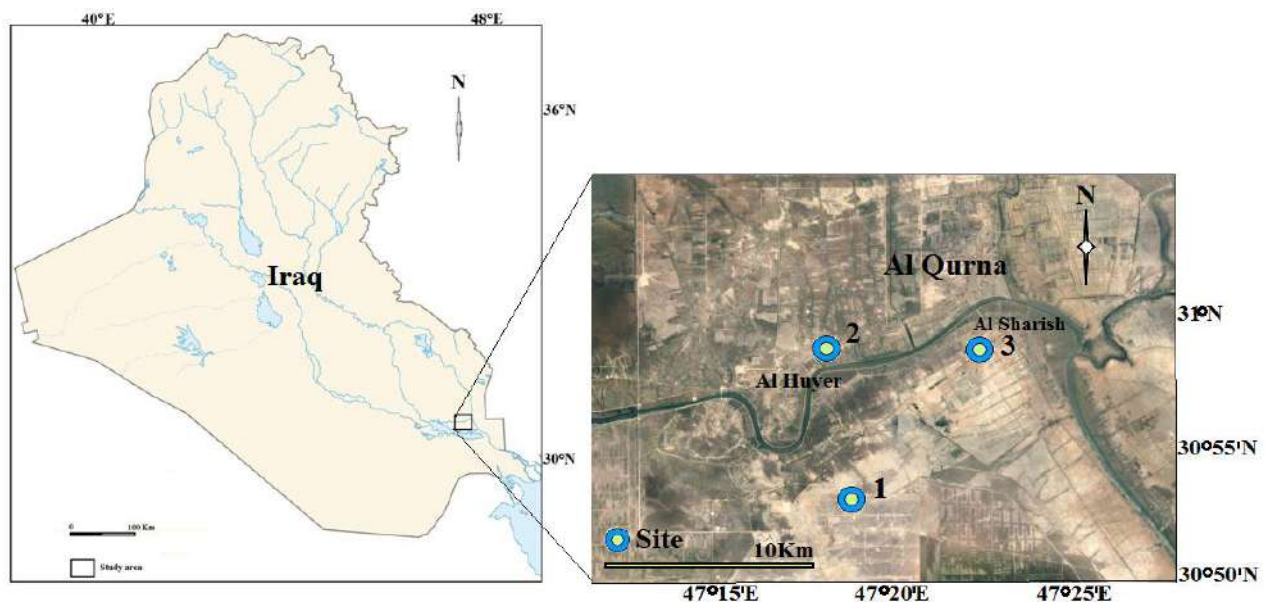 40°E
48°E
N
36°N
Iraq
30°N
0 100 Km
Study area
N
Al Qurna
31°N
Al Sharish
2
3
Al Huyer
30°55'N
1
Site
10Km
30°50'N
47°15'E 47°20'E 47°25'E